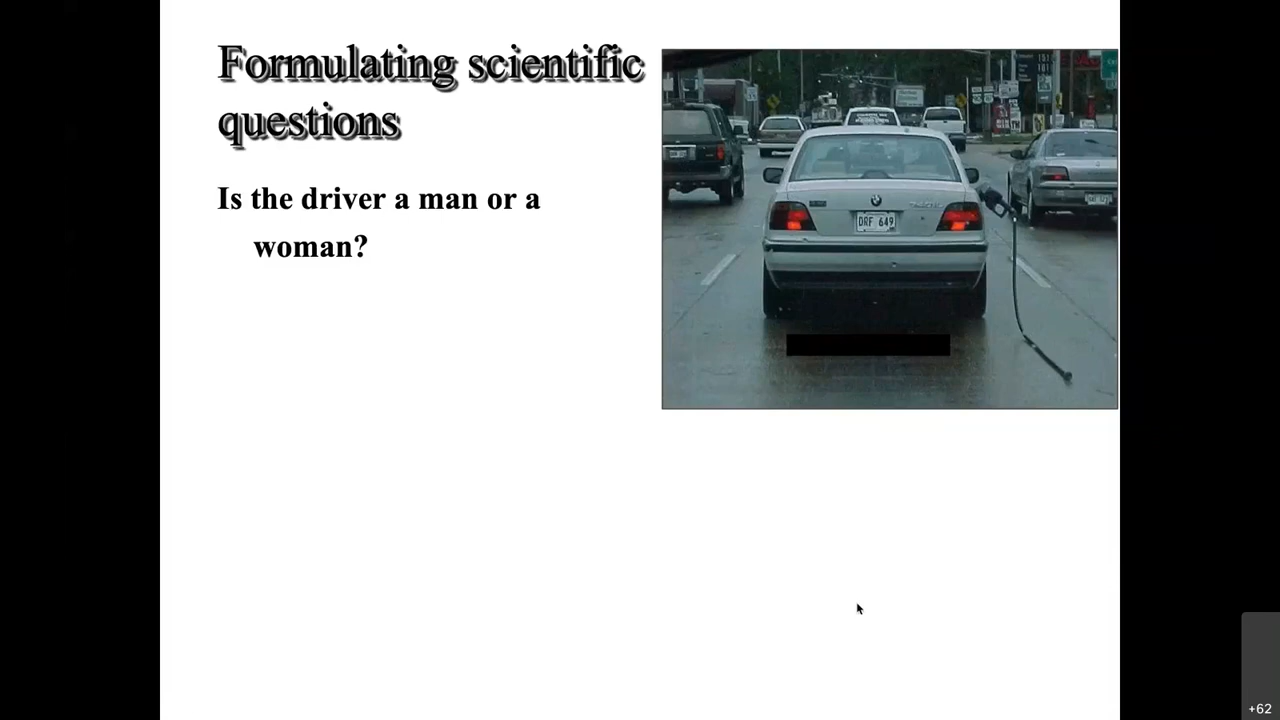 Formulating scientific
questions
Is the driver a man or a
woman?
DRF 649
+62